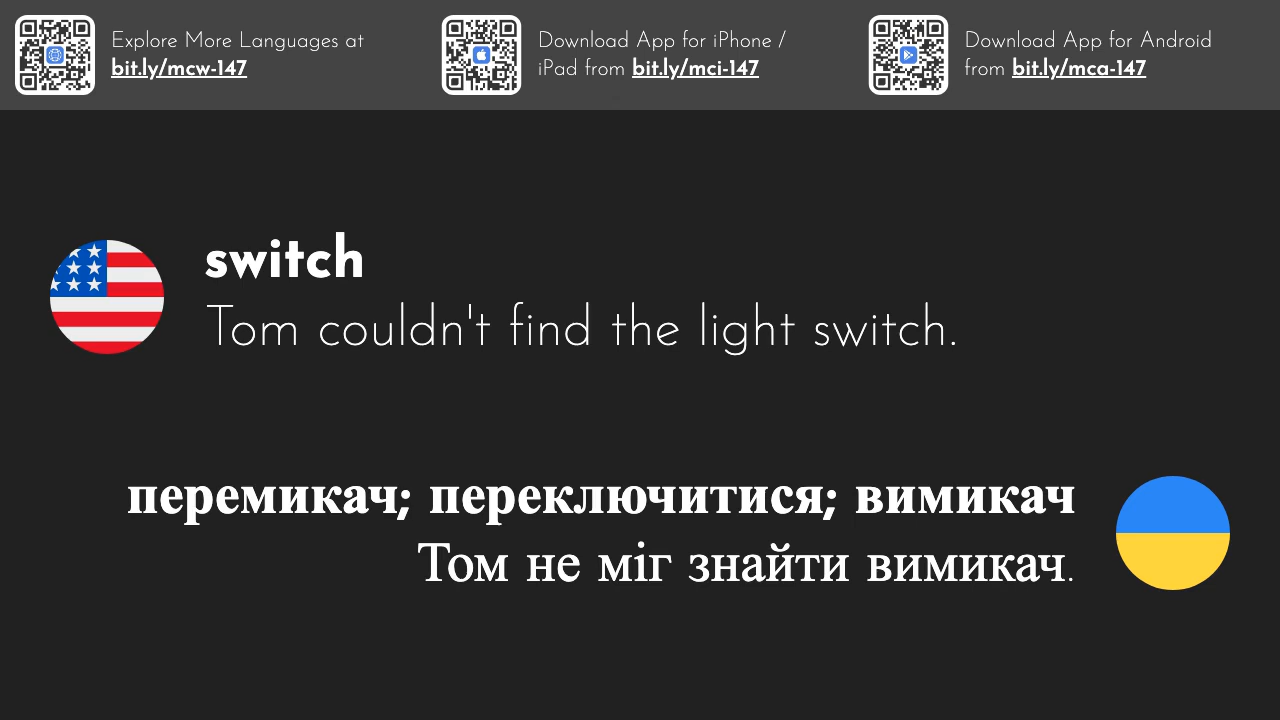 Explore More Languages at
bit.ly/mcw-147
Download App for iPhone /
iPad from bit.ly/mci-147
Download App for Android
from bit.ly/mca-147
switch
Tom couldn't find the light switch.
перемикач; переключитися; вимикач
Том не міг знайти вимикач.